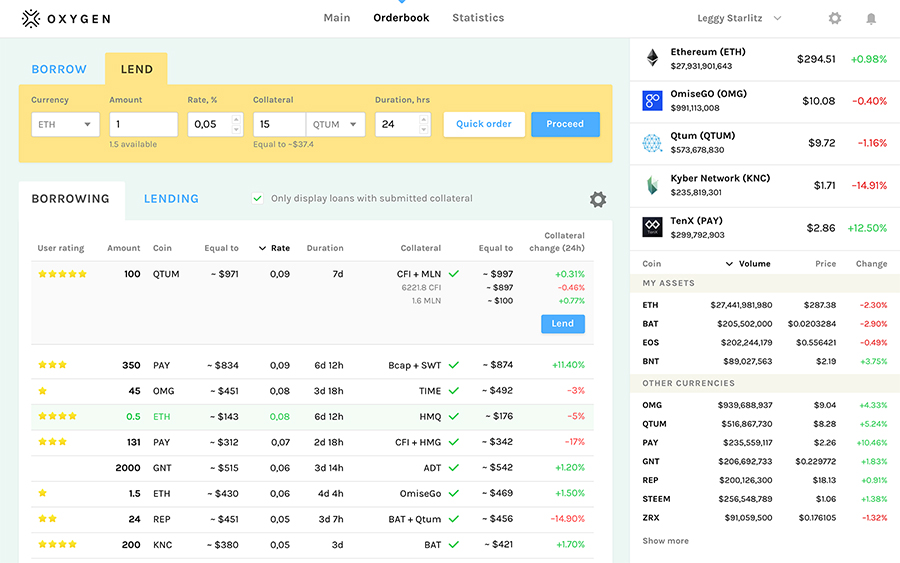 OXYGEN
Main Orderbook Statistics
Leggy Starlitz
BORROW LEND
Currency Amount Rate, % Collateral Duration, hrs
ETH 1 0,05 15 QTUM 24 Quick order Proceed
1.5 available Equal to ~$37.4
BORROWING LENDING Only display loans with submitted collateral
User rating Amount Coin Equal to Rate Duration Collateral Equal to Collateral
change (24h)
100 QTUM ~ $971 0,09 7d CFI + MLN ~ $997 +0.31%
6221.8 CFI ~ $897 -0.46%
1.6 MLN ~ $100 +0.77%
Lend
350 PAY ~ $834 0,09 6d 12h Bcap + SWT ~ $874 +11.40%
45 OMG ~ $451 0,08 3d 18h TIME ~ $492 -3%
0.5 ETH ~ $143 0,08 6d 12h HMQ ~ $176 -5%
131 PAY ~ $312 0,07 2d 18h CFI + HMG ~ $342 -17%
2000 GNT ~ $515 0,06 3d 14h ADT ~ $542 +1.20%
1.5 ETH ~ $430 0,06 4d 4h OmiseGo ~ $469 +1.50%
24 REP ~ $451 0,05 3d 7h BAT + Qtum ~ $456 -14.90%
200 KNC ~ $380 0,05 3d BAT ~ $421 +1.70%
Ethereum (ETH) $294.51 +0.98%
$27,931,901,643
OmiseGO (OMG) $10.08 -0.40%
$991,113,008
Qtum (QTUM) $9.72 -1.16%
$573,678,830
Kyber Network (KNC) $1.71 -14.91%
$235,819,301
TenX (PAY) $2.86 +12.50%
$299,792,903
Coin Volume Price Change
MY ASSETS
ETH $27,441,981,980 $287.38 -2.30%
BAT $205,502,000 $0.0203284 -2.90%
EOS $202,244,179 $0.556421 -0.49%
BNT $89,027,563 $2.19 +3.75%
OTHER CURRENCIES
OMG $939,688,937 $9.04 +4.33%
QTUM $516,867,730 $8.28 +5.24%
PAY $235,559,117 $2.26 +10.46%
GNT $206,692,733 $0.229772 +1.83%
REP $200,126,300 $18.13 +0.91%
STEEM $256,548,789 $1.06 +1.38%
ZRX $91,059,500 $0.176105 -1.32%
Show more